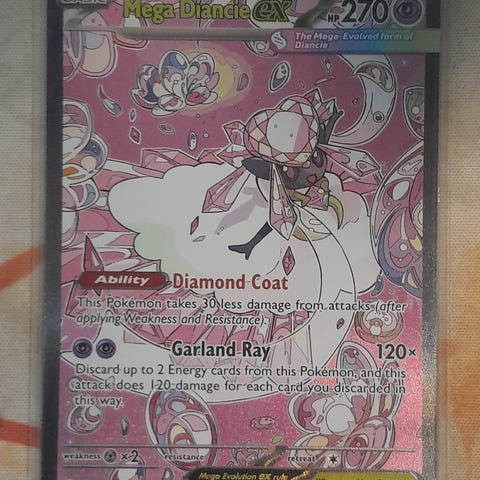 BASIC
Mega Diancie ex HP 270
The Mega-Evolved form of
Diancie
Ability Diamond Coat
This Pokémon takes 30 less damage from attacks (after
applying Weakness and Resistance).
Garland Ray 120×
Discard up to 2 Energy cards from this Pokémon, and this
attack does 120 damage for each card you discarded in
this way.
weakness ×2 resistance retreat
Mega Evolution ex rule